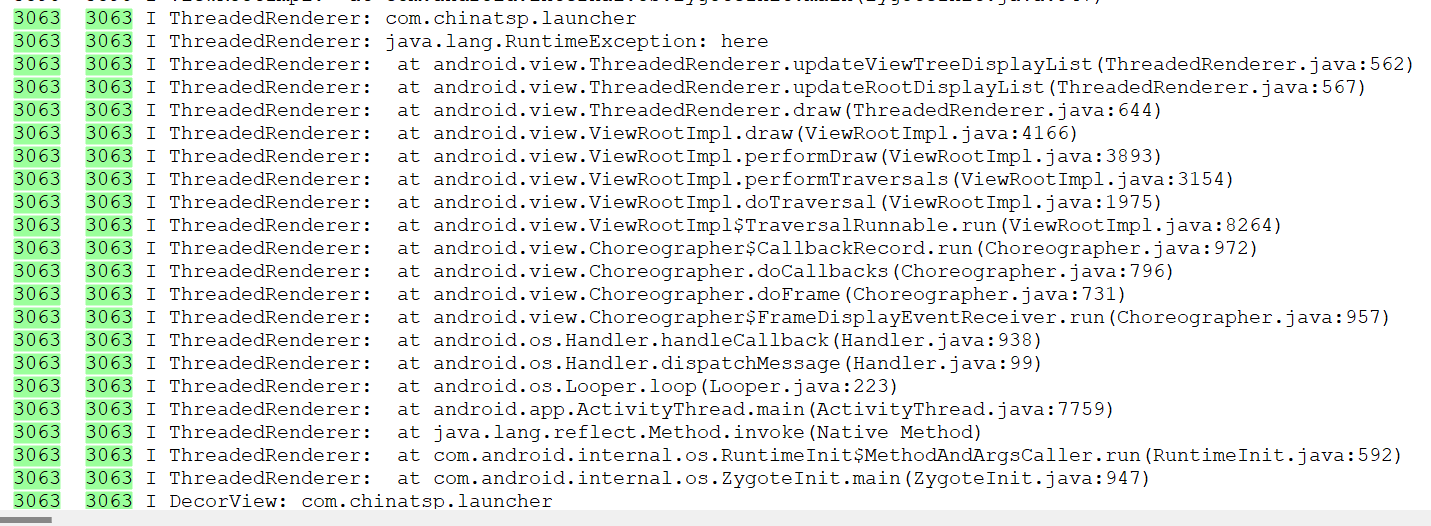 3063 3063 I ThreadedRenderer: com.chinatsp.launcher
3063 3063 I ThreadedRenderer: java.lang.RuntimeException: here
3063 3063 I ThreadedRenderer:  at android.view.ThreadedRenderer.updateViewTreeDisplayList(ThreadedRenderer.java:562)
3063 3063 I ThreadedRenderer:  at android.view.ThreadedRenderer.updateRootDisplayList(ThreadedRenderer.java:567)
3063 3063 I ThreadedRenderer:  at android.view.ThreadedRenderer.draw(ThreadedRenderer.java:644)
3063 3063 I ThreadedRenderer:  at android.view.ViewRootImpl.draw(ViewRootImpl.java:4166)
3063 3063 I ThreadedRenderer:  at android.view.ViewRootImpl.performDraw(ViewRootImpl.java:3893)
3063 3063 I ThreadedRenderer:  at android.view.ViewRootImpl.performTraversals(ViewRootImpl.java:3154)
3063 3063 I ThreadedRenderer:  at android.view.ViewRootImpl.doTraversal(ViewRootImpl.java:1975)
3063 3063 I ThreadedRenderer:  at android.view.ViewRootImpl$TraversalRunnable.run(ViewRootImpl.java:8264)
3063 3063 I ThreadedRenderer:  at android.view.Choreographer$CallbackRecord.run(Choreographer.java:972)
3063 3063 I ThreadedRenderer:  at android.view.Choreographer.doCallbacks(Choreographer.java:796)
3063 3063 I ThreadedRenderer:  at android.view.Choreographer.doFrame(Choreographer.java:731)
3063 3063 I ThreadedRenderer:  at android.view.Choreographer$FrameDisplayEventReceiver.run(Choreographer.java:957)
3063 3063 I ThreadedRenderer:  at android.os.Handler.handleCallback(Handler.java:938)
3063 3063 I ThreadedRenderer:  at android.os.Handler.dispatchMessage(Handler.java:99)
3063 3063 I ThreadedRenderer:  at android.os.Looper.loop(Looper.java:223)
3063 3063 I ThreadedRenderer:  at android.app.ActivityThread.main(ActivityThread.java:7759)
3063 3063 I ThreadedRenderer:  at java.lang.reflect.Method.invoke(Native Method)
3063 3063 I ThreadedRenderer:  at com.android.internal.os.RuntimeInit$MethodAndArgsCaller.run(RuntimeInit.java:592)
3063 3063 I ThreadedRenderer:  at com.android.internal.os.ZygoteInit.main(ZygoteInit.java:947)
3063 3063 I DecorView: com.chinatsp.launcher